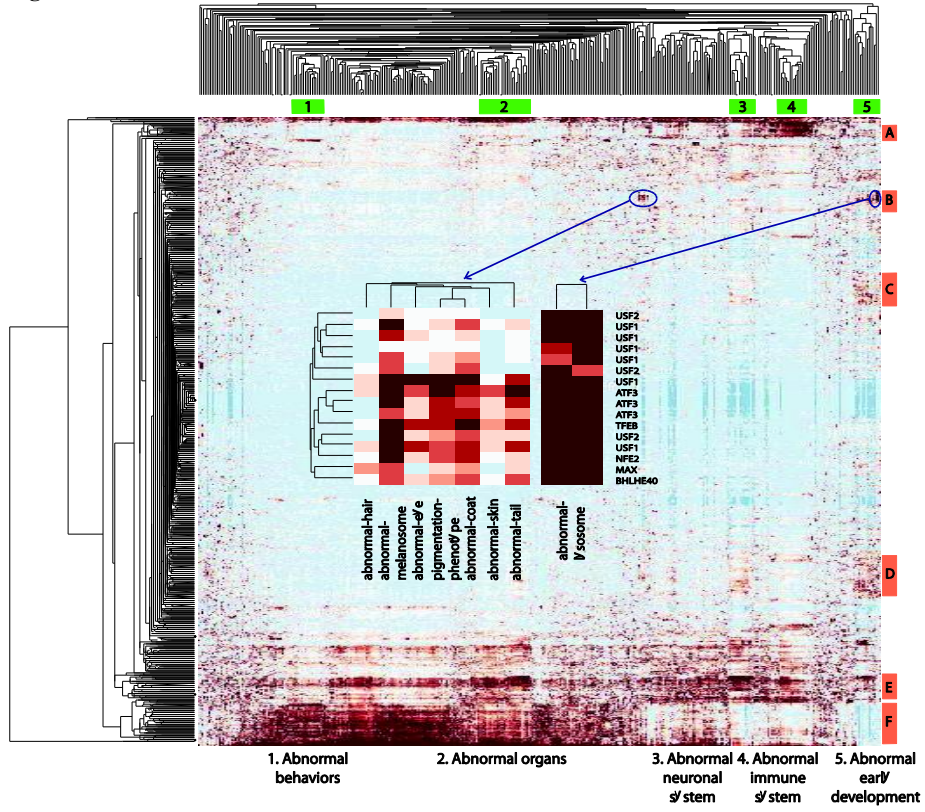 1 2 3 4 5
A
B
C
USF2
USF1
USF1
USF1
USF1
USF2
USF1
ATF3
ATF3
ATF3
TFEB
USF2
USF1
NFE2
MAX
BHLHE40
abnormal-hair
abnormal-
melanosome
abnormal-eye
pigmentation-
phenotype
abnormal-coat
abnormal-skin
abnormal-tail
abnormal-
lysosome
D
E
F
1. Abnormal
behaviors
2. Abnormal organs
3. Abnormal
neuronal
system
4. Abnormal
immune
system
5. Abnormal
early
development